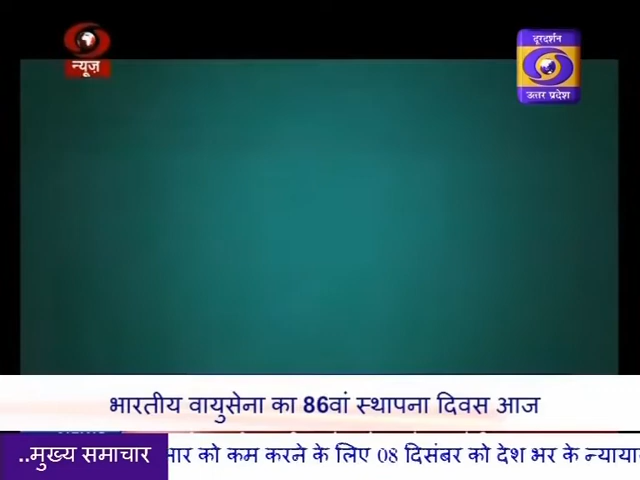 न्यूज़
दूरदर्शन
उत्तर प्रदेश
भारतीय वायुसेना का 86वां स्थापना दिवस आज
..मुख्य समाचार
को कम करने के लिए 08 दिसंबर को देश भर के